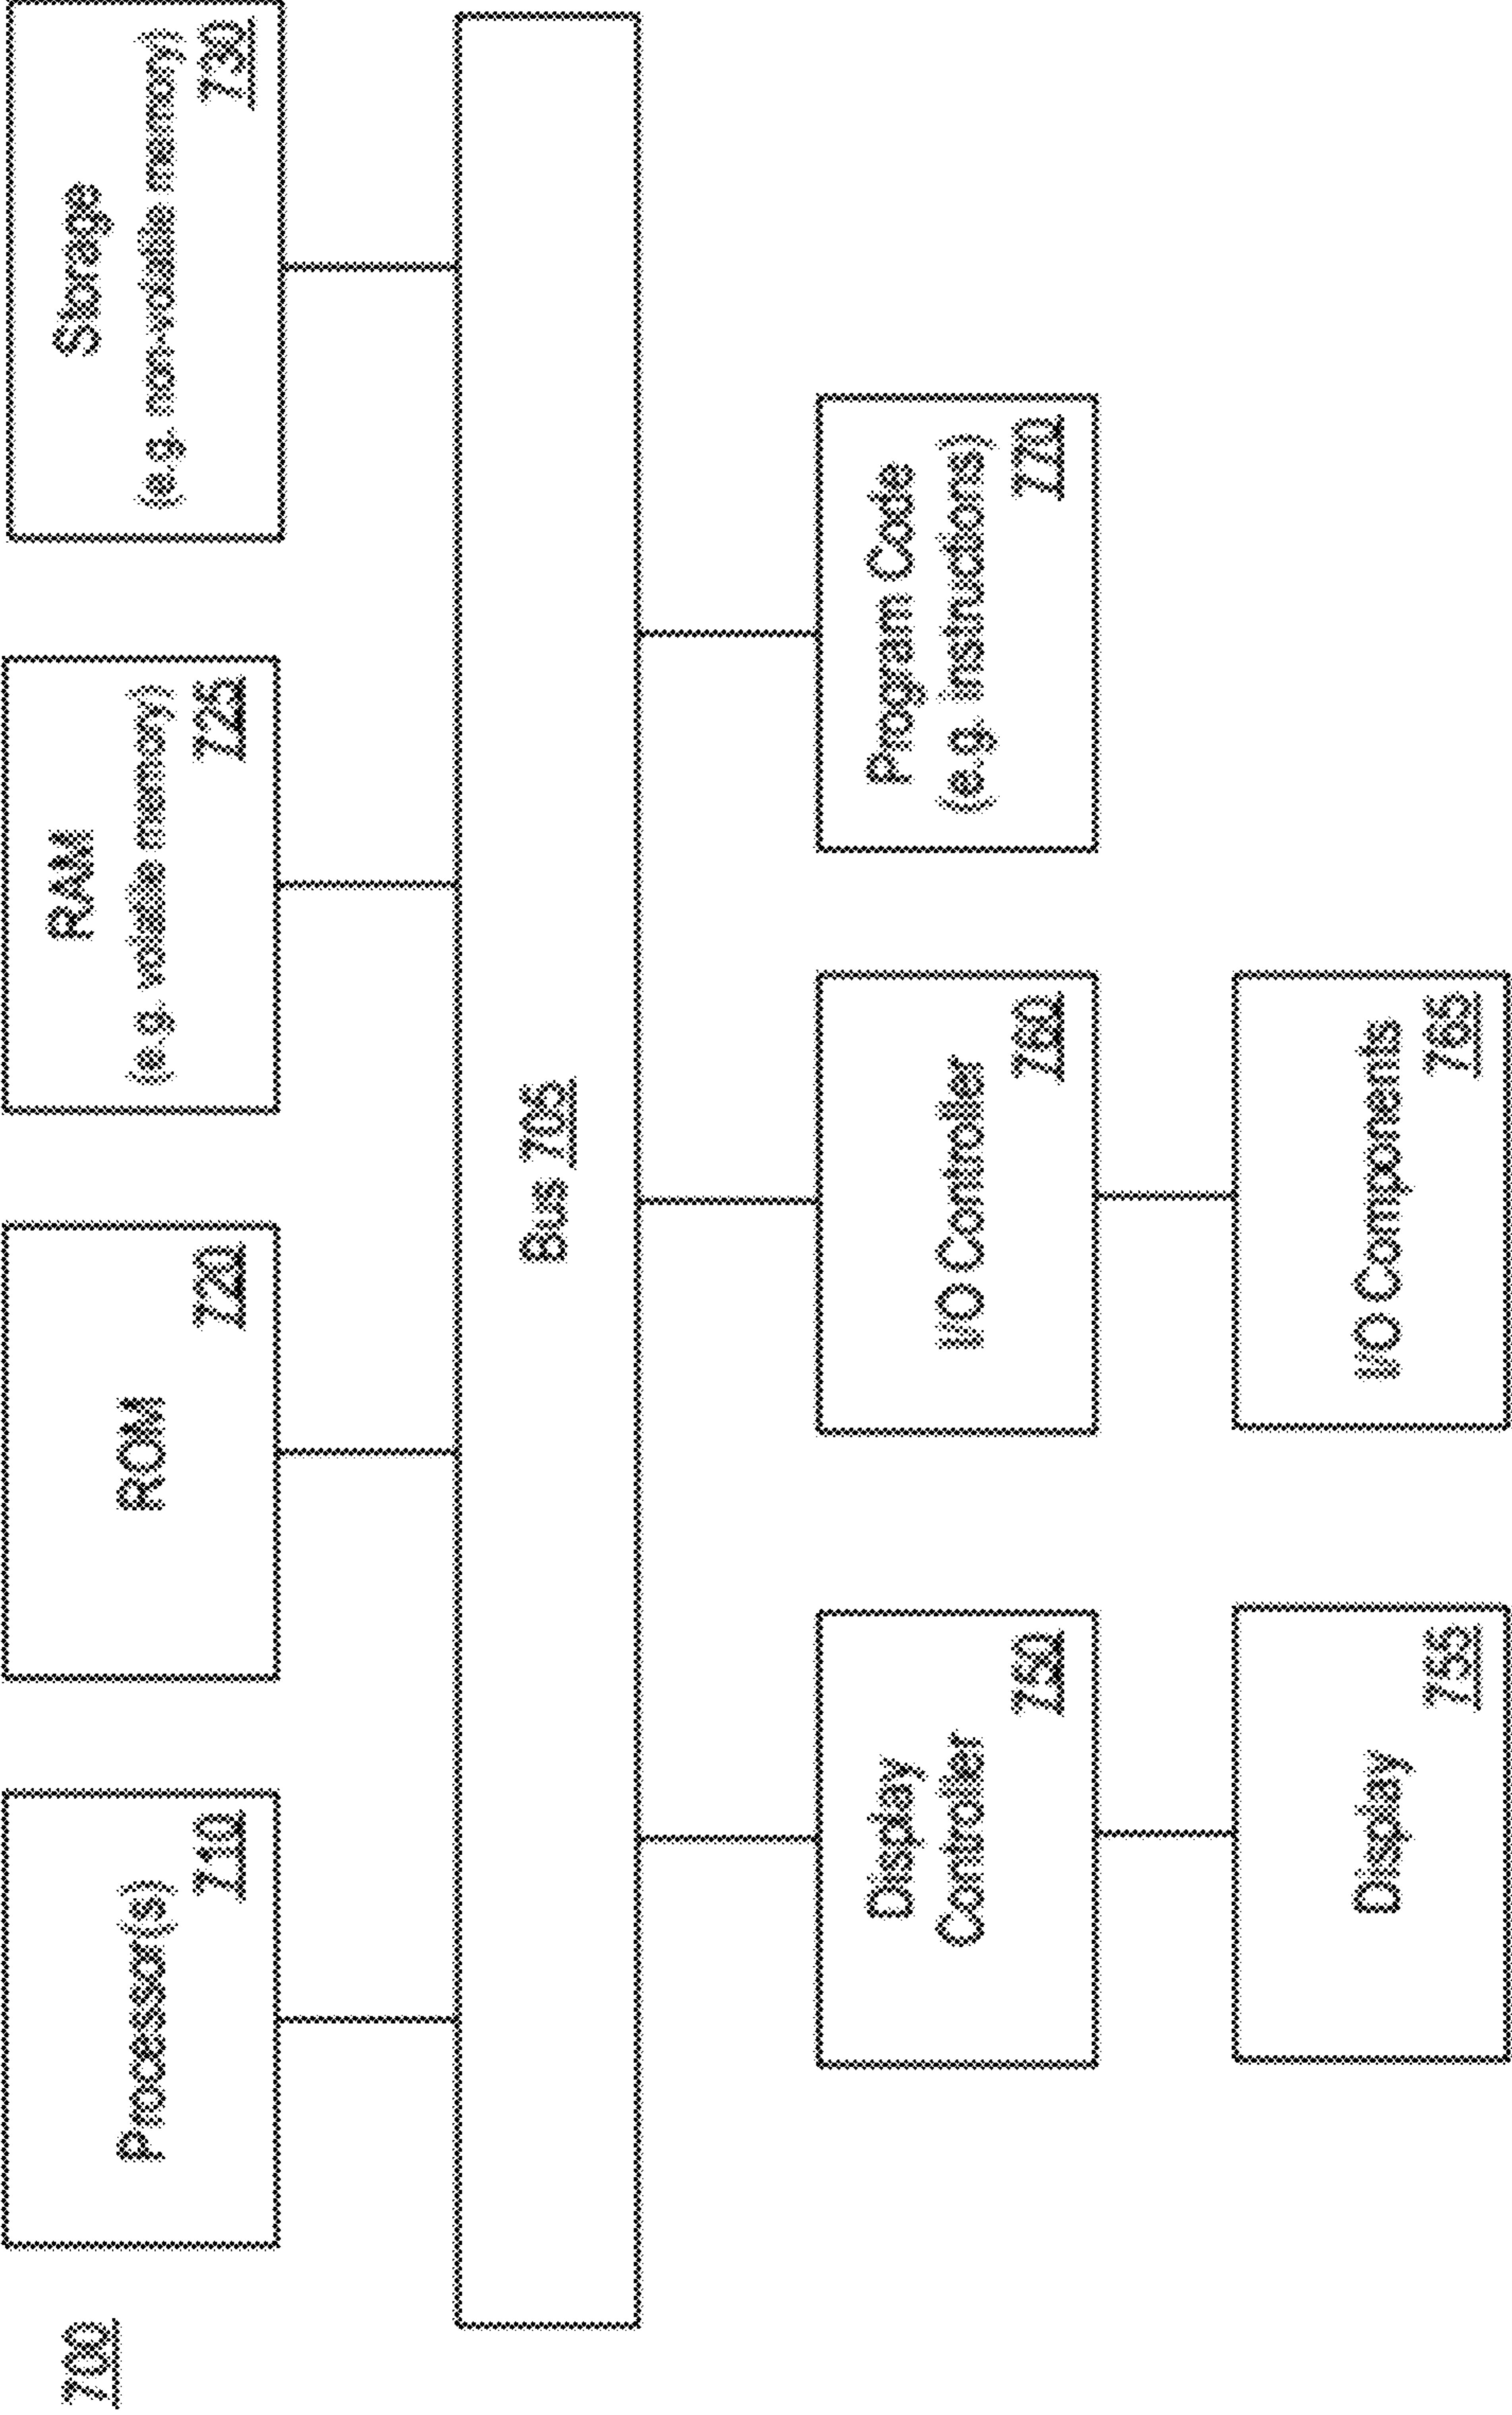 700
Processor(s)
710
ROM
720
RAM
(e.g. volatile memory)
725
Storage
(e.g. non-volatile memory)
730
Bus 705
Display
Controller
750
I/O Controller
760
Program Code
(e.g. instructions)
770
Display
755
I/O Components
765